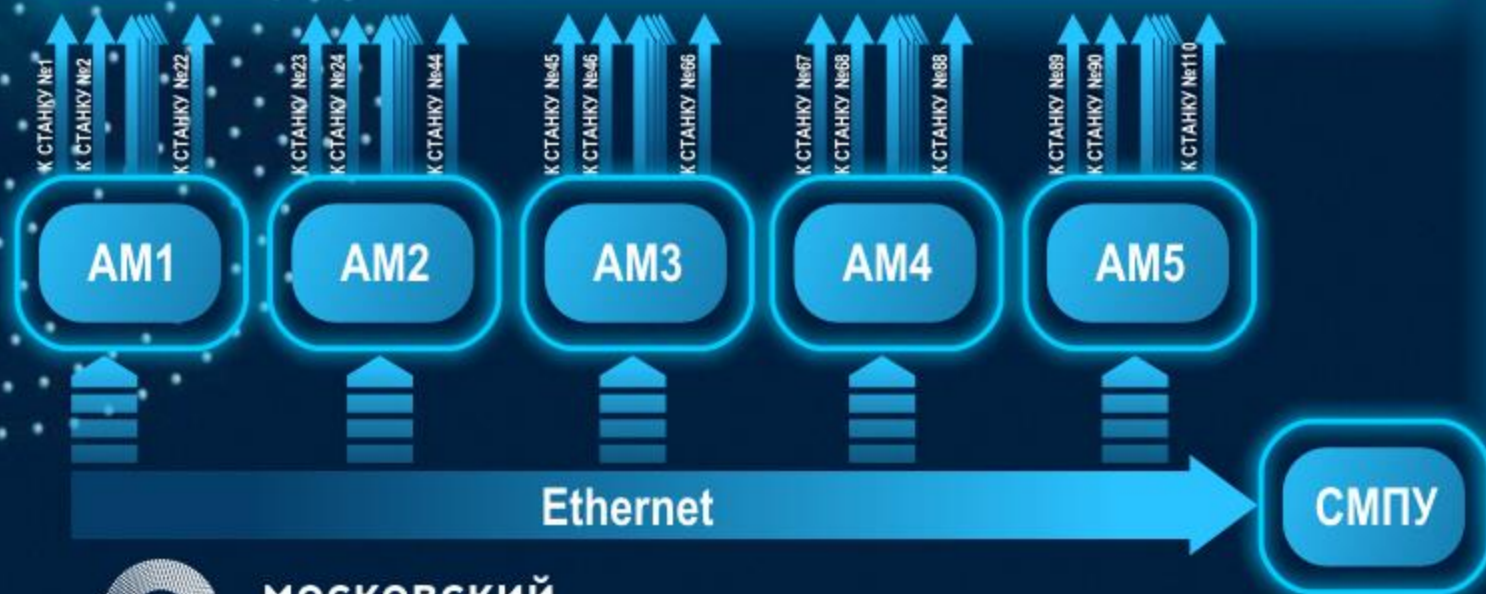 К СТАНКУ №1
К СТАНКУ №2
К СТАНКУ №22
К СТАНКУ №23
К СТАНКУ №24
К СТАНКУ №44
К СТАНКУ №45
К СТАНКУ №46
К СТАНКУ №66
К СТАНКУ №67
К СТАНКУ №68
К СТАНКУ №88
К СТАНКУ №89
К СТАНКУ №90
К СТАНКУ №110
АМ1
АМ2
АМ3
АМ4
АМ5
Ethernet
СМПУ
МОСКОВСКИЙ